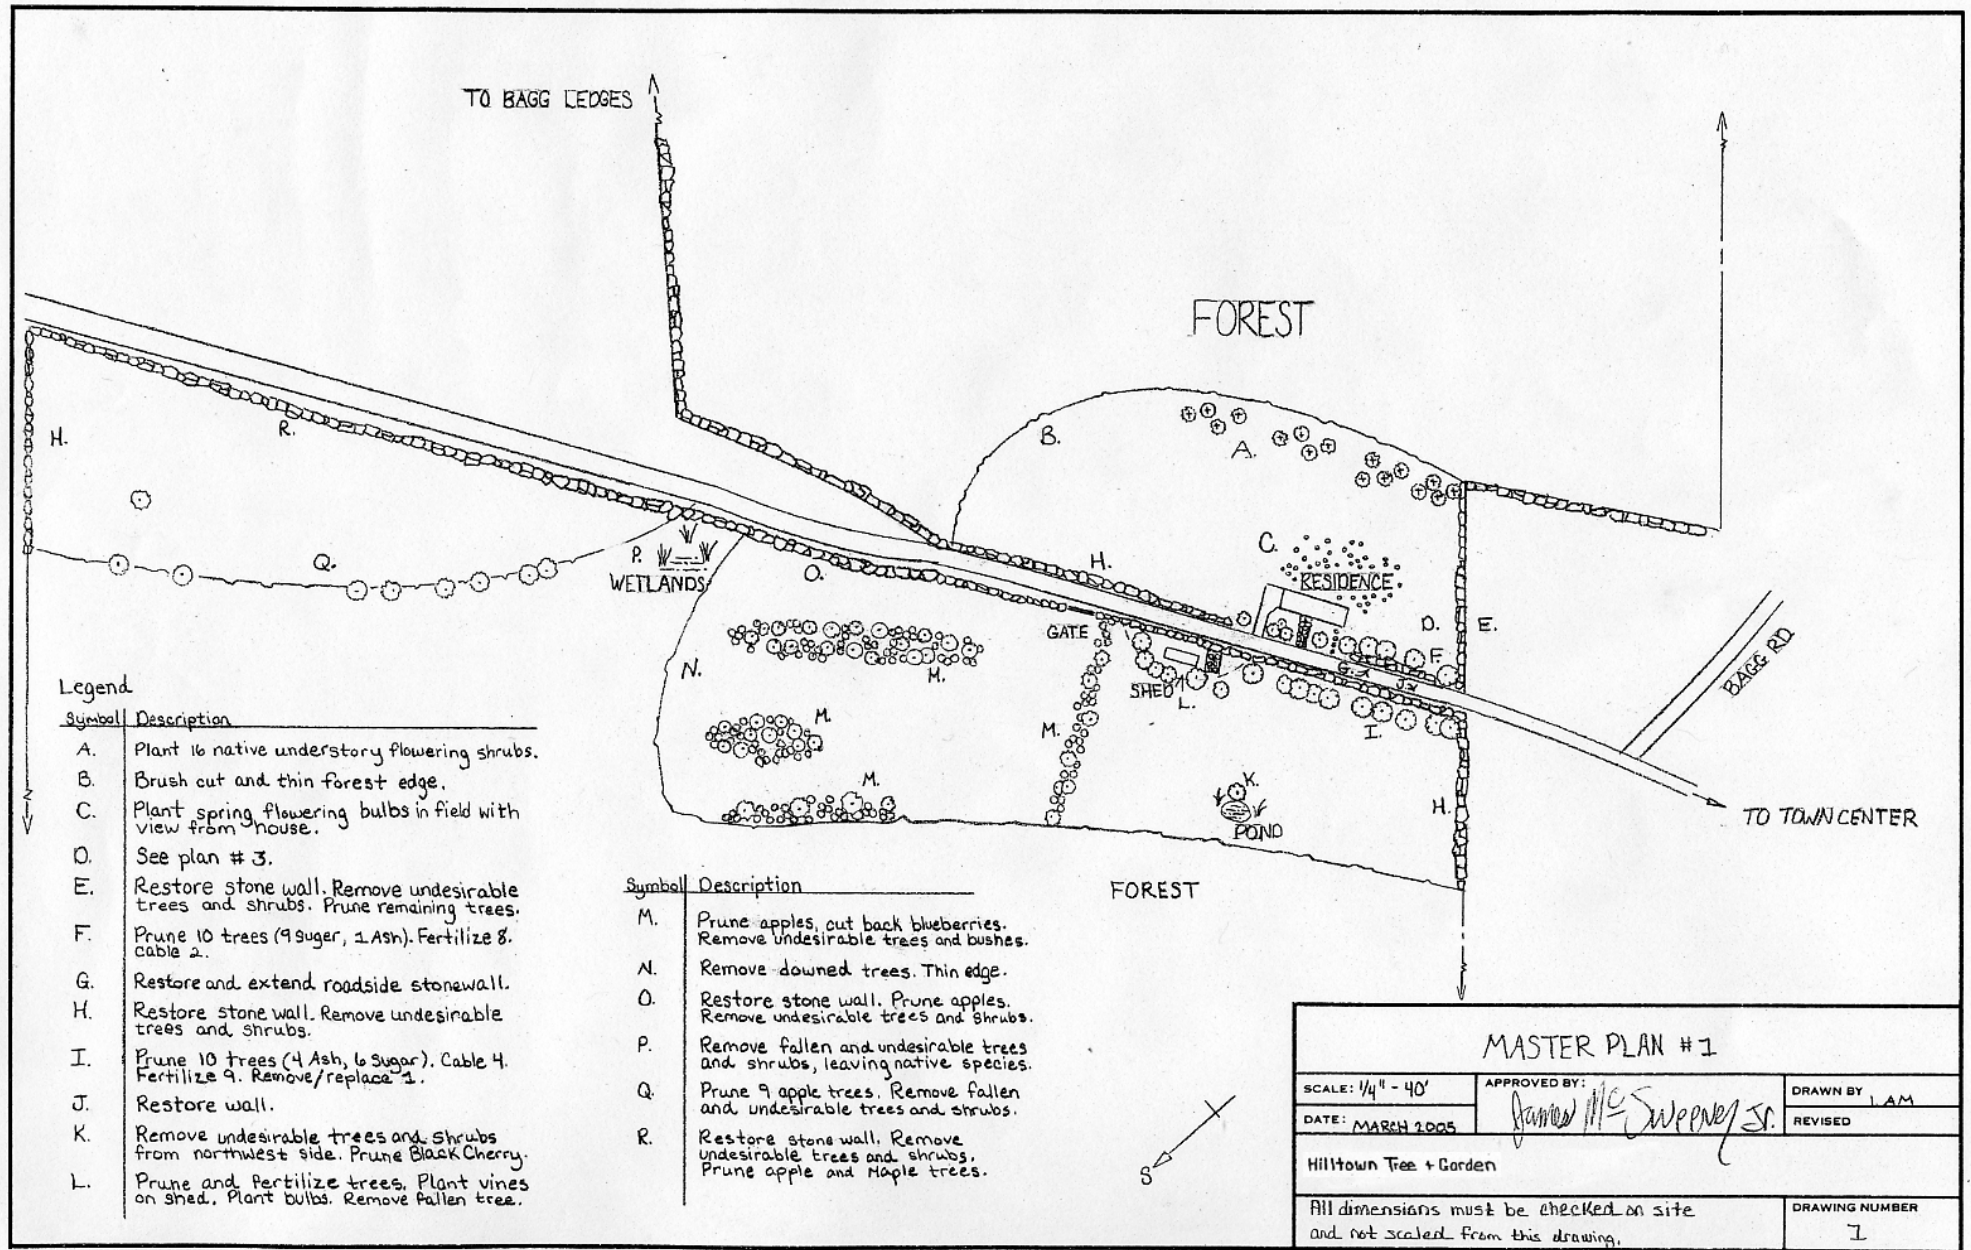 TO BAGG LEDGES
FOREST
H.
R.
B.
A.
Q.
P.
WETLANDS
O.
H.
C.
RESIDENCE
D.
E.
GATE
N.
M.
SHED
L.
G.
J.
F.
BAGG RD
M.
M.
I.
M.
K.
POND
H.
TO TOWN CENTER
FOREST
Legend
Symbol Description
A. Plant 16 native understory flowering shrubs.
B. Brush cut and thin forest edge.
C. Plant spring flowering bulbs in field with
view from house.
D. See plan # 3.
E. Restore stone wall. Remove undesirable
trees and shrubs. Prune remaining trees.
F. Prune 10 trees (9 Suger, 1 Ash). Fertilize 8.
Cable 2.
G. Restore and extend roadside stonewall.
H. Restore stone wall. Remove undesirable
trees and shrubs.
I. Prune 10 trees (4 Ash, 6 Sugar). Cable 4.
Fertilize 9. Remove/replace 1.
J. Restore wall.
K. Remove undesirable trees and shrubs
from northwest side. Prune Black Cherry.
L. Prune and Fertilize trees. Plant vines
on shed. Plant bulbs. Remove fallen tree.
Symbol Description
M. Prune apples, cut back blueberries.
Remove undesirable trees and bushes.
N. Remove downed trees. Thin edge.
O. Restore stone wall. Prune apples.
Remove undesirable trees and shrubs.
P. Remove fallen and undesirable trees
and shrubs, leaving native species.
Q. Prune 9 apple trees. Remove fallen
and undesirable trees and shrubs.
R. Restore stone wall. Remove
undesirable trees and shrubs.
Prune apple and Maple trees.
S
MASTER PLAN #1
SCALE: 1/4" - 40'
APPROVED BY: James McSweeney Jr.
DRAWN BY I. AM
DATE: MARCH 2005
REVISED
Hilltown Tree + Garden
All dimensions must be checked on site
and not scaled from this drawing.
DRAWING NUMBER
1